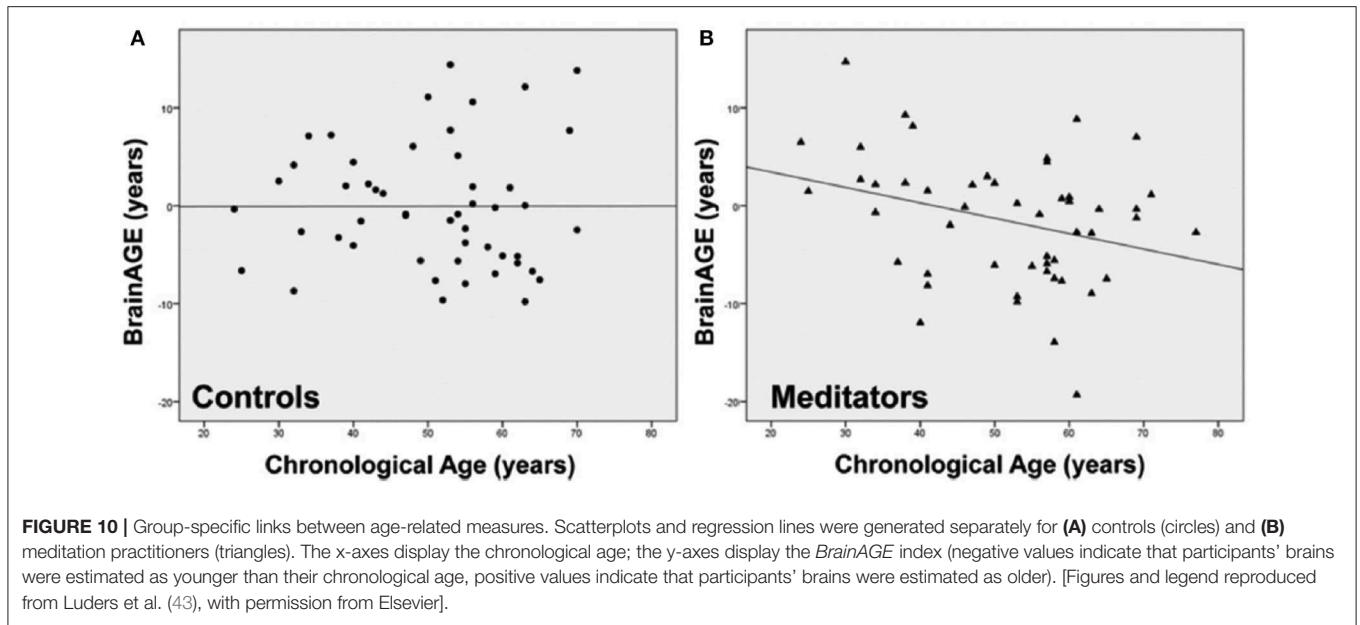 A
BrainAGE (years)
10
0
-10
-20
Controls
20 30 40 50 60 70 80
Chronological Age (years)
B
BrainAGE (years)
10
0
-10
-20
Meditators
20 30 40 50 60 70 80
Chronological Age (years)
FIGURE 10 | Group-specific links between age-related measures. Scatterplots and regression lines were generated separately for (A) controls (circles) and (B)
meditation practitioners (triangles). The x-axes display the chronological age; the y-axes display the BrainAGE index (negative values indicate that participants' brains
were estimated as younger than their chronological age, positive values indicate that participants' brains were estimated as older). [Figures and legend reproduced
from Luders et al. (43), with permission from Elsevier].